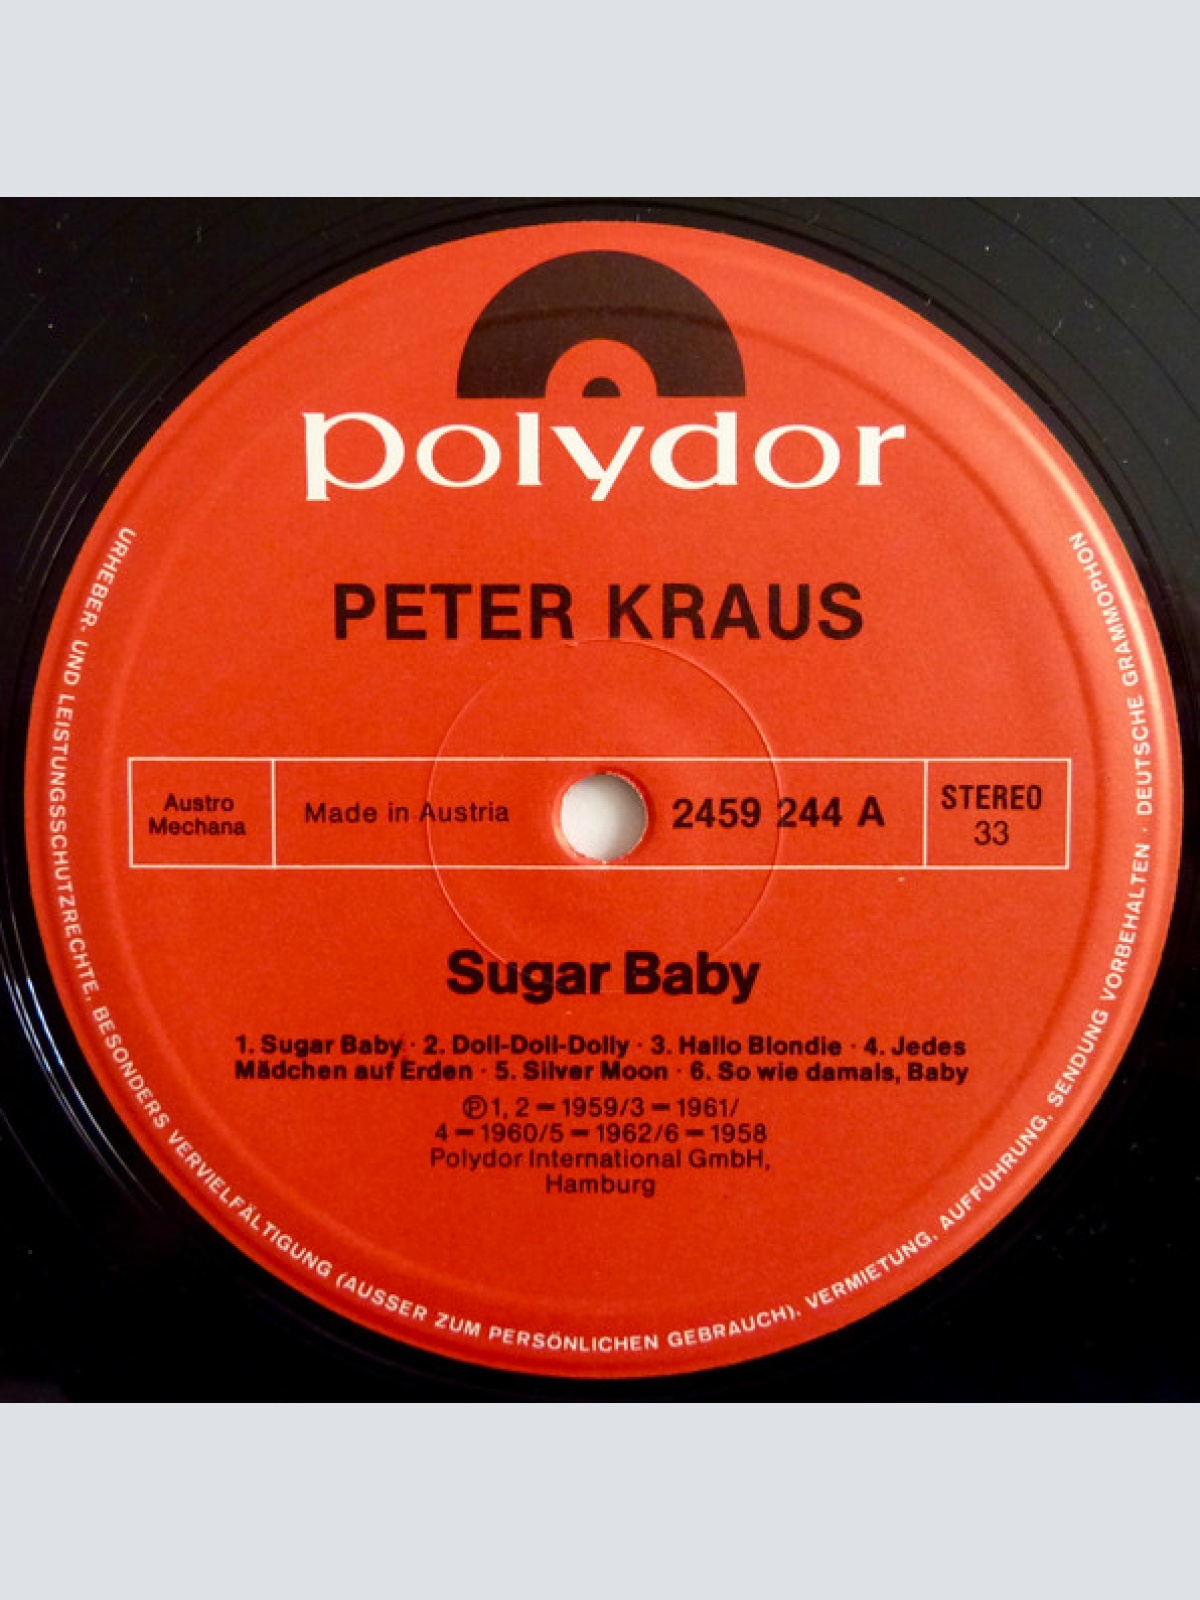 polydor
PETER KRAUS
Austro
Mechana
Made in Austria
2459 244 A
STEREO
33
Sugar Baby
1. Sugar Baby · 2. Doll-Doll-Dolly · 3. Hallo Blondie · 4. Jedes
Mädchen auf Erden · 5. Silver Moon · 6. So wie damals, Baby
Ⓟ 1, 2 – 1959/3 – 1961/
4 – 1960/5 – 1962/6 – 1958
Polydor International GmbH,
Hamburg
URHEBER- UND LEISTUNGSSCHUTZRECHTE, BESONDERS VERVIELFÄLTIGUNG (AUSSER ZUM PERSÖNLICHEN GEBRAUCH), VERMIETUNG, AUFFÜHRUNG, SENDUNG VORBEHALTEN · DEUTSCHE GRAMMOPHON